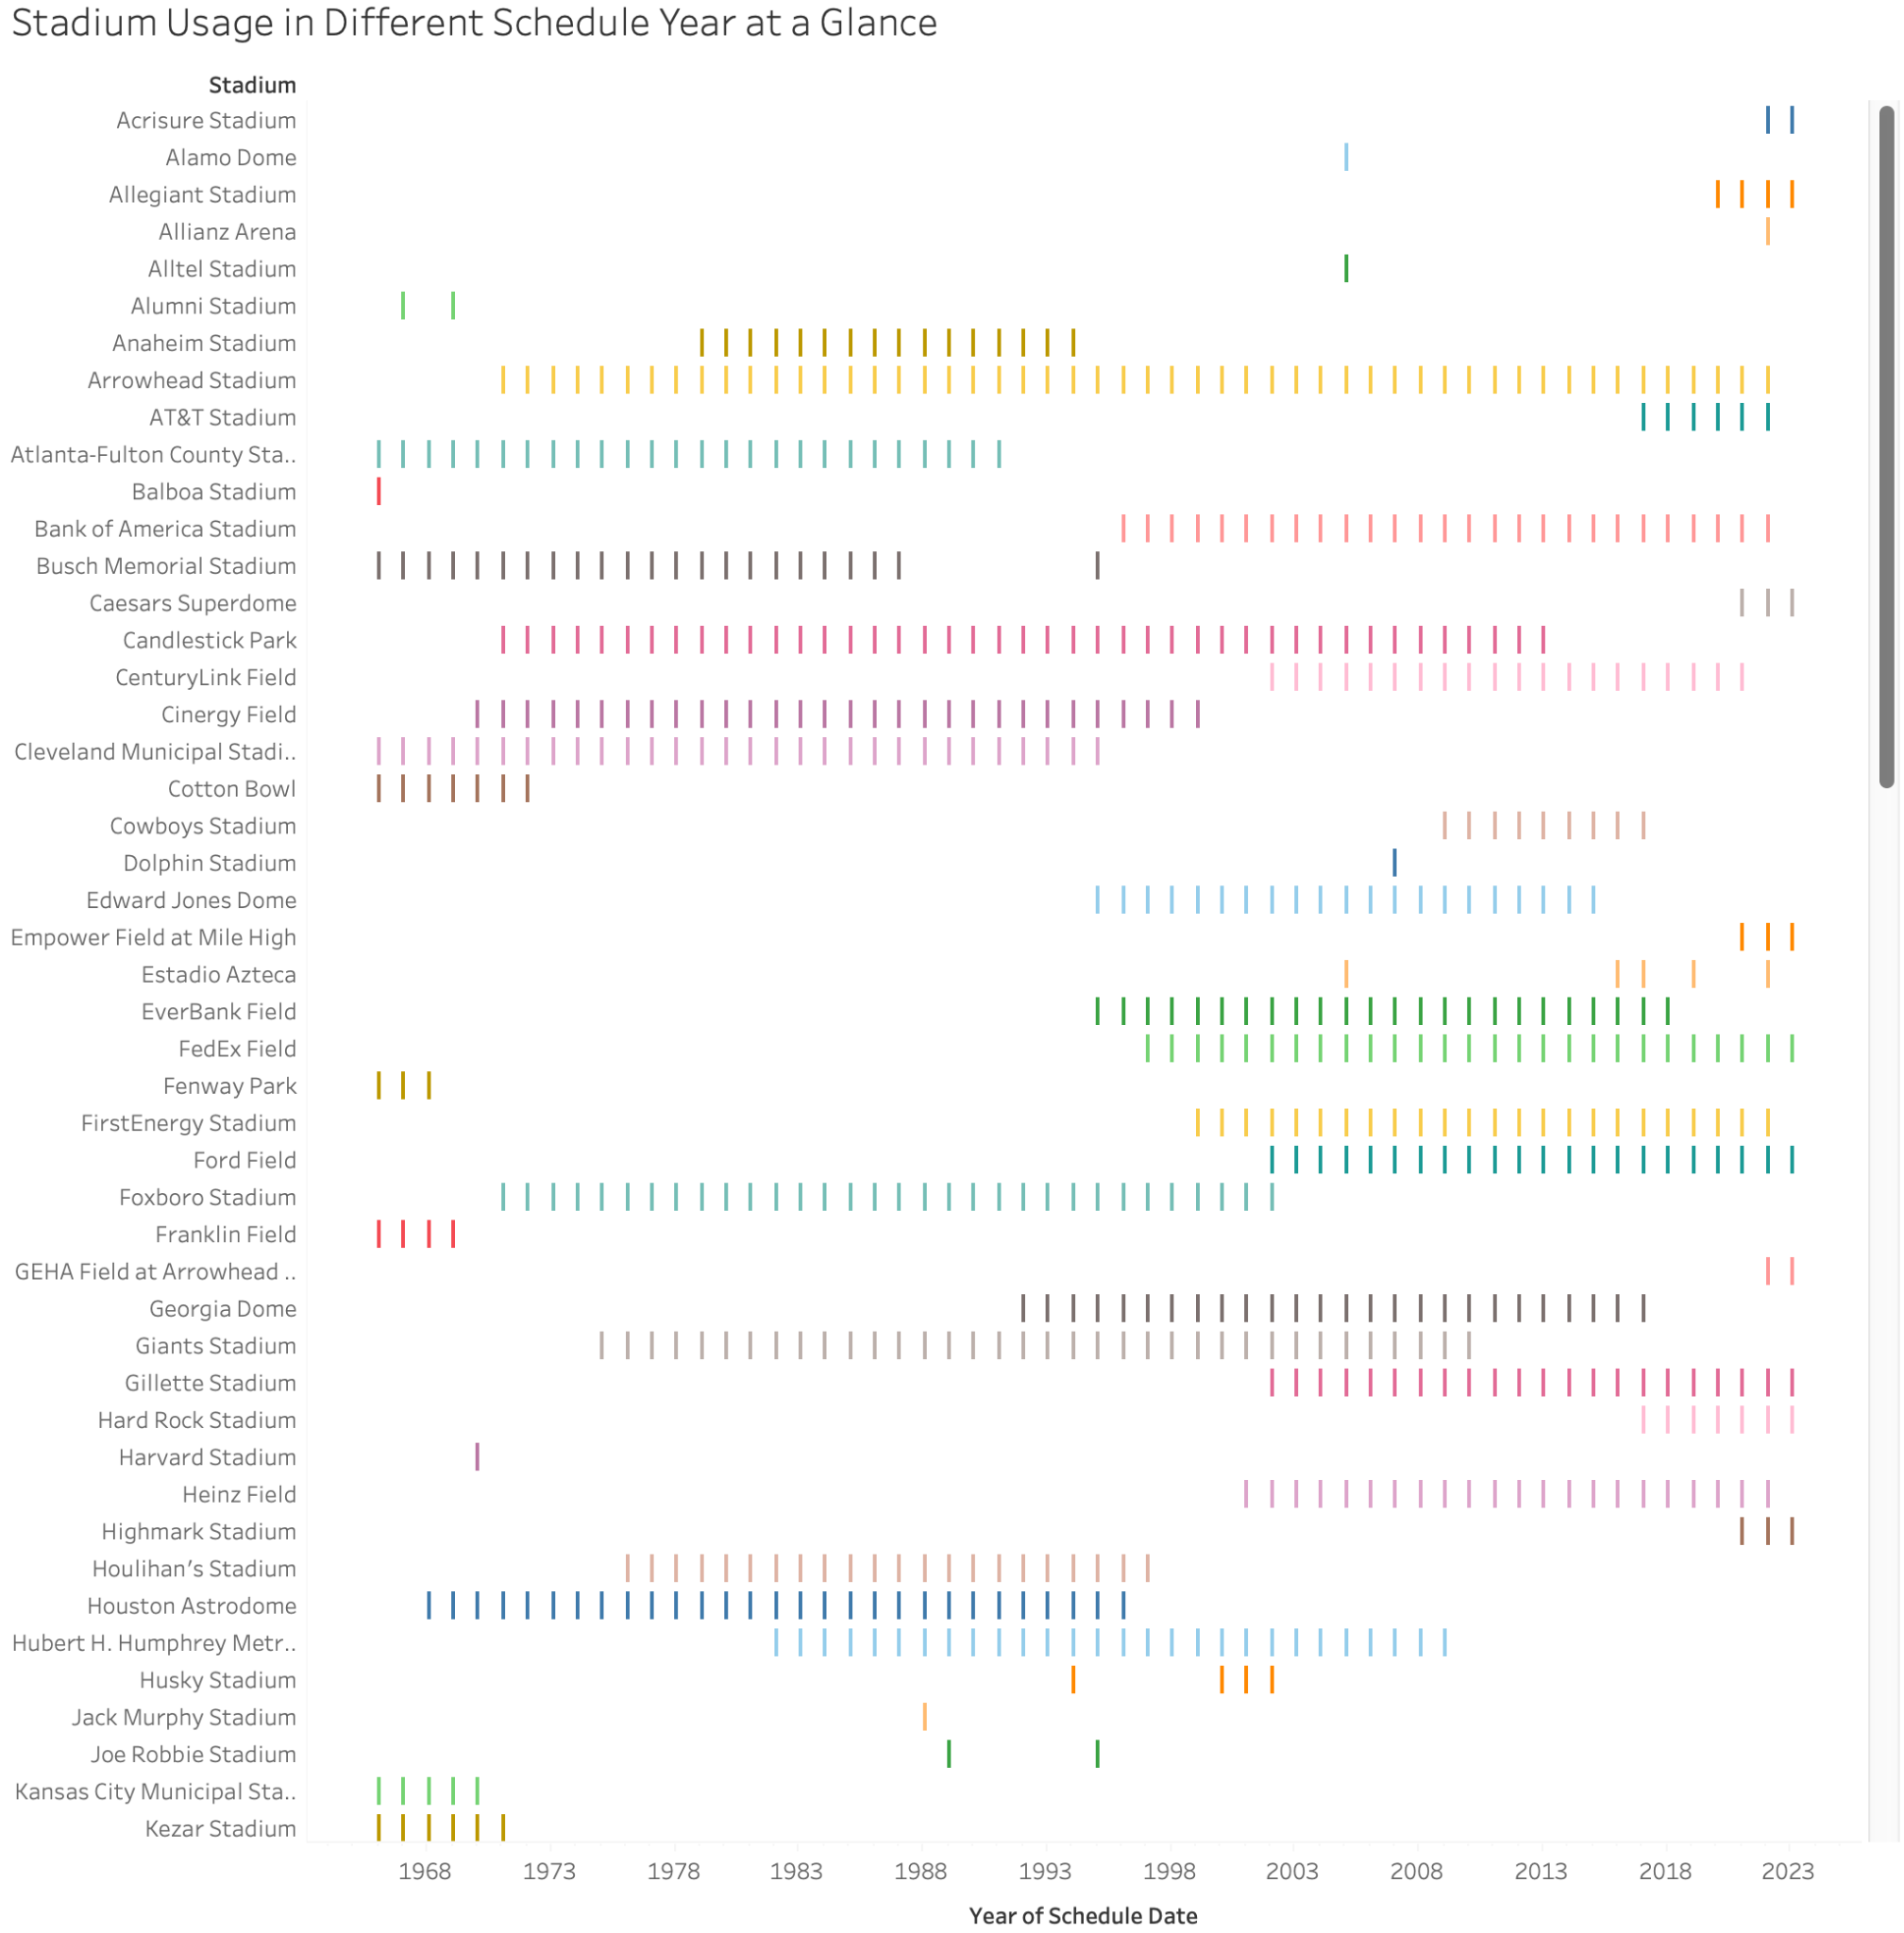 Stadium Usage in Different Schedule Year at a Glance
Stadium
Acrisure Stadium
Alamo Dome
Allegiant Stadium
Allianz Arena
Alltel Stadium
Alumni Stadium
Anaheim Stadium
Arrowhead Stadium
AT&T Stadium
Atlanta-Fulton County Sta..
Balboa Stadium
Bank of America Stadium
Busch Memorial Stadium
Caesars Superdome
Candlestick Park
CenturyLink Field
Cinergy Field
Cleveland Municipal Stadi..
Cotton Bowl
Cowboys Stadium
Dolphin Stadium
Edward Jones Dome
Empower Field at Mile High
Estadio Azteca
EverBank Field
FedEx Field
Fenway Park
FirstEnergy Stadium
Ford Field
Foxboro Stadium
Franklin Field
GEHA Field at Arrowhead ..
Georgia Dome
Giants Stadium
Gillette Stadium
Hard Rock Stadium
Harvard Stadium
Heinz Field
Highmark Stadium
Houlihan's Stadium
Houston Astrodome
Hubert H. Humphrey Metr..
Husky Stadium
Jack Murphy Stadium
Joe Robbie Stadium
Kansas City Municipal Sta..
Kezar Stadium
1968 1973 1978 1983 1988 1993 1998 2003 2008 2013 2018 2023
Year of Schedule Date